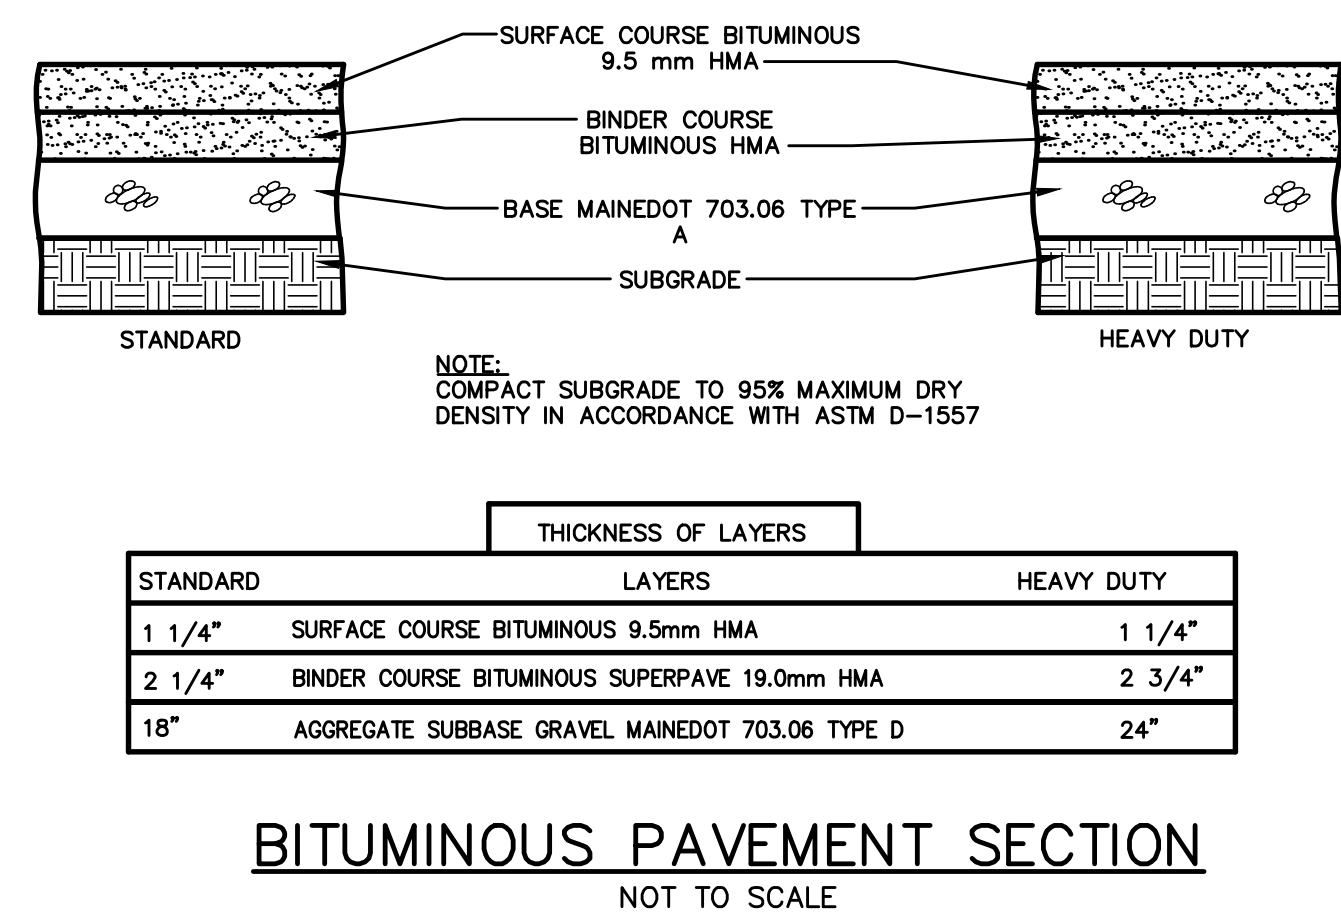 SURFACE COURSE BITUMINOUS
9.5 mm HMA
BINDER COURSE
BITUMINOUS HMA
BASE MAINEDOT 703.06 TYPE
A
SUBGRADE
STANDARD
HEAVY DUTY
NOTE:
COMPACT SUBGRADE TO 95% MAXIMUM DRY
DENSITY IN ACCORDANCE WITH ASTM D-1557
THICKNESS OF LAYERS
STANDARD LAYERS HEAVY DUTY
1 1/4" SURFACE COURSE BITUMINOUS 9.5mm HMA 1 1/4"
2 1/4" BINDER COURSE BITUMINOUS SUPERPAVE 19.0mm HMA 2 3/4"
18" AGGREGATE SUBBASE GRAVEL MAINEDOT 703.06 TYPE D 24"
BITUMINOUS PAVEMENT SECTION
NOT TO SCALE